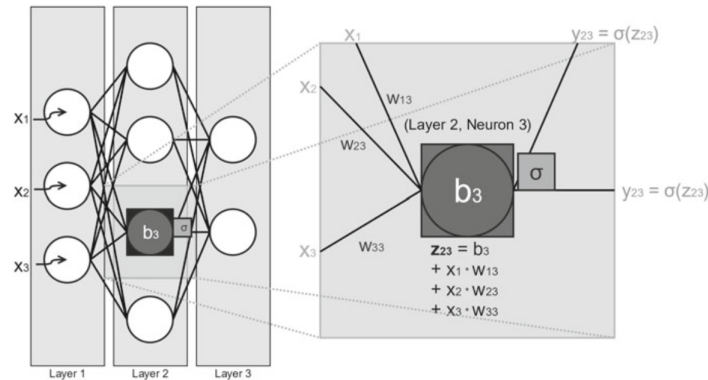 x₁
x₂
x₃
b₃
σ
Layer 1
Layer 2
Layer 3
x₁
y₂₃ = σ(z₂₃)
x₂
w₁₃
(Layer 2, Neuron 3)
w₂₃
σ
b₃
y₂₃ = σ(z₂₃)
x₃
w₃₃
z₂₃ = b₃
+ x₁ · w₁₃
+ x₂ · w₂₃
+ x₃ · w₃₃